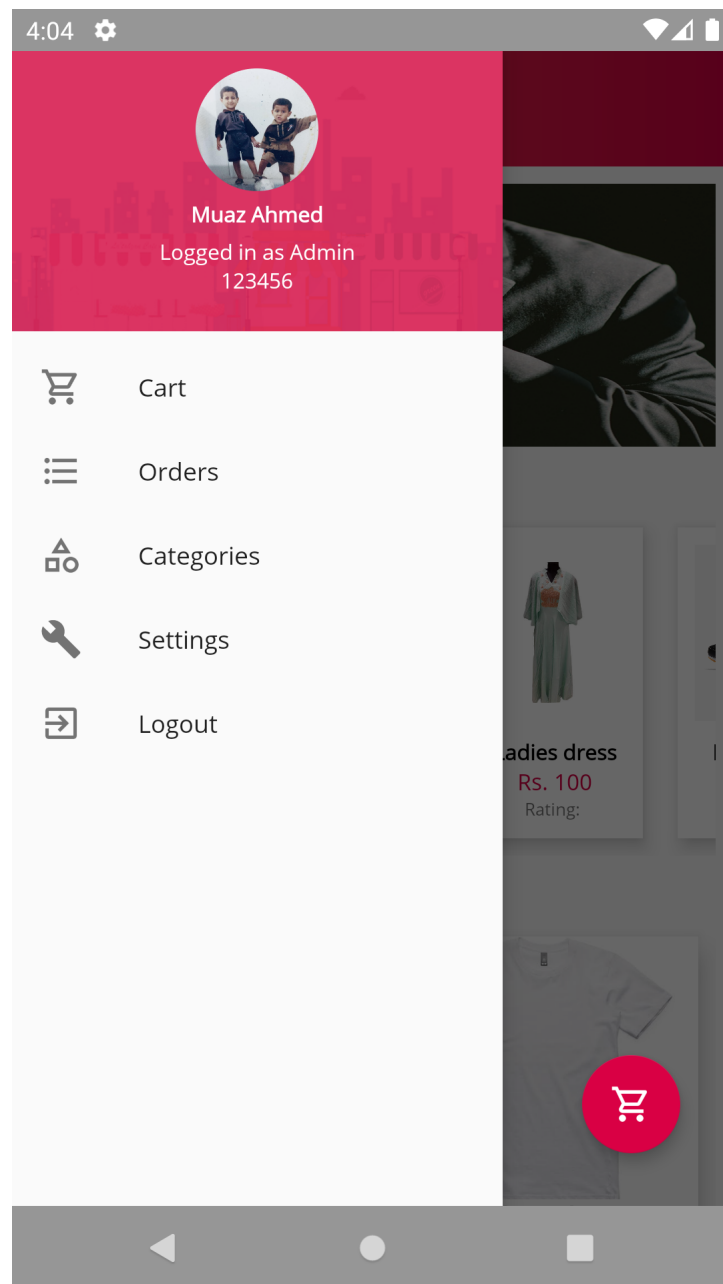 4:04
Muaz Ahmed
Logged in as Admin
123456
Cart
Orders
Categories
Settings
Logout
adies dress
Rs. 100
Rating: